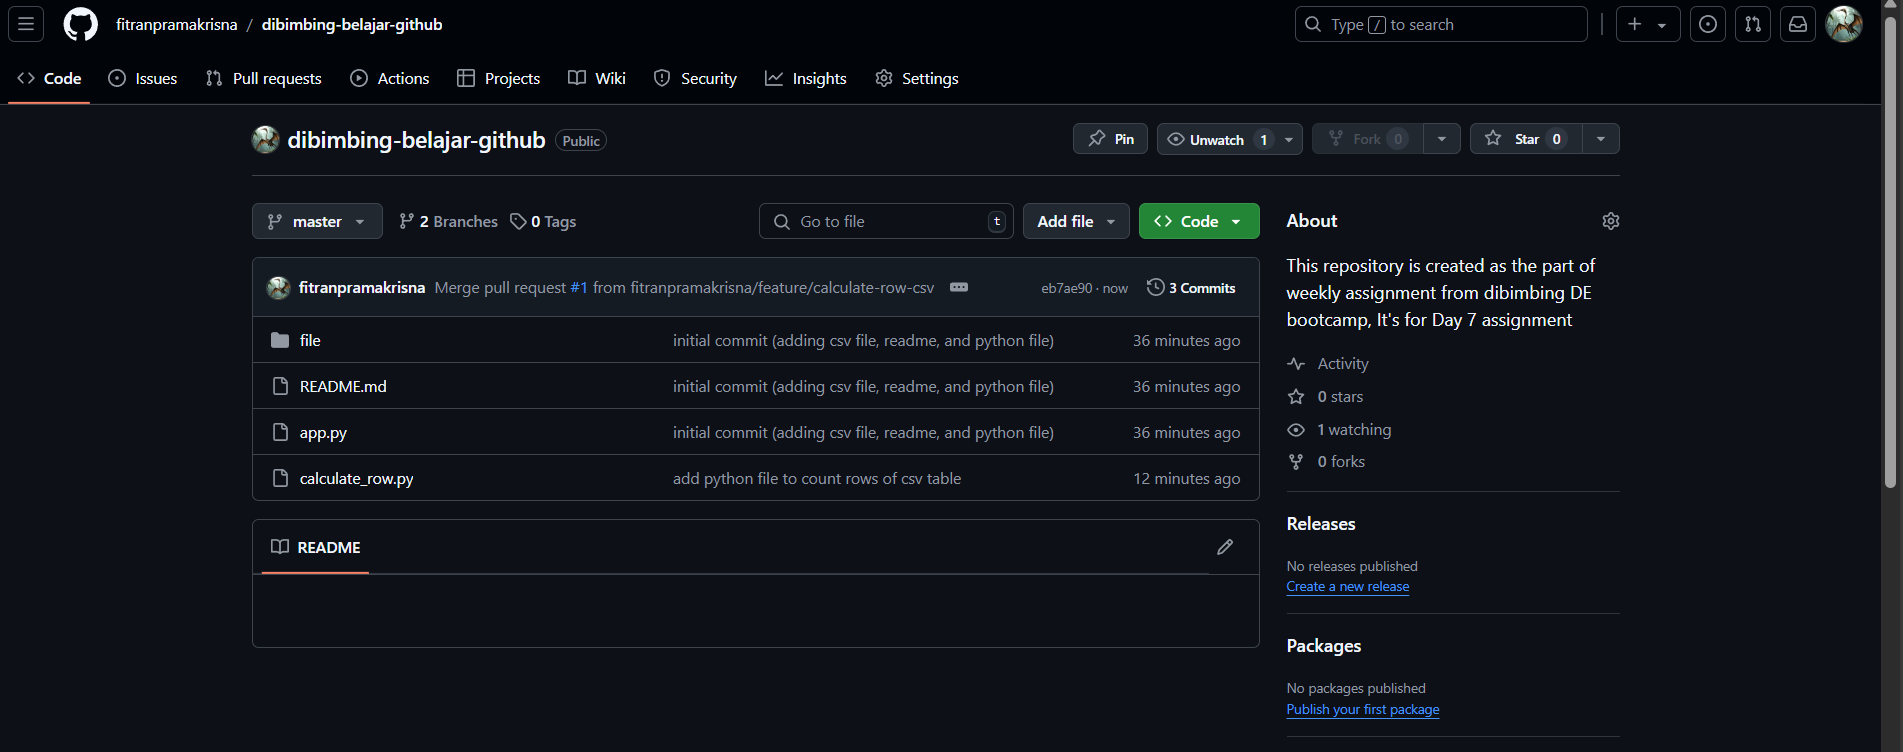 fitranpramakrisna / dibimbing-belajar-github
Type / to search
Code Issues Pull requests Actions Projects Wiki Security Insights Settings
dibimbing-belajar-github Public
Pin Unwatch 1 Fork 0 Star 0
master 2 Branches 0 Tags Go to file t Add file Code
fitranpramakrisna Merge pull request #1 from fitranpramakrisna/feature/calculate-row-csv eb7ae90 · now 3 Commits
file initial commit (adding csv file, readme, and python file) 36 minutes ago
README.md initial commit (adding csv file, readme, and python file) 36 minutes ago
app.py initial commit (adding csv file, readme, and python file) 36 minutes ago
calculate_row.py add python file to count rows of csv table 12 minutes ago
README
About
This repository is created as the part of
weekly assignment from dibimbing DE
bootcamp, It's for Day 7 assignment
Activity
0 stars
1 watching
0 forks
Releases
No releases published
Create a new release
Packages
No packages published
Publish your first package